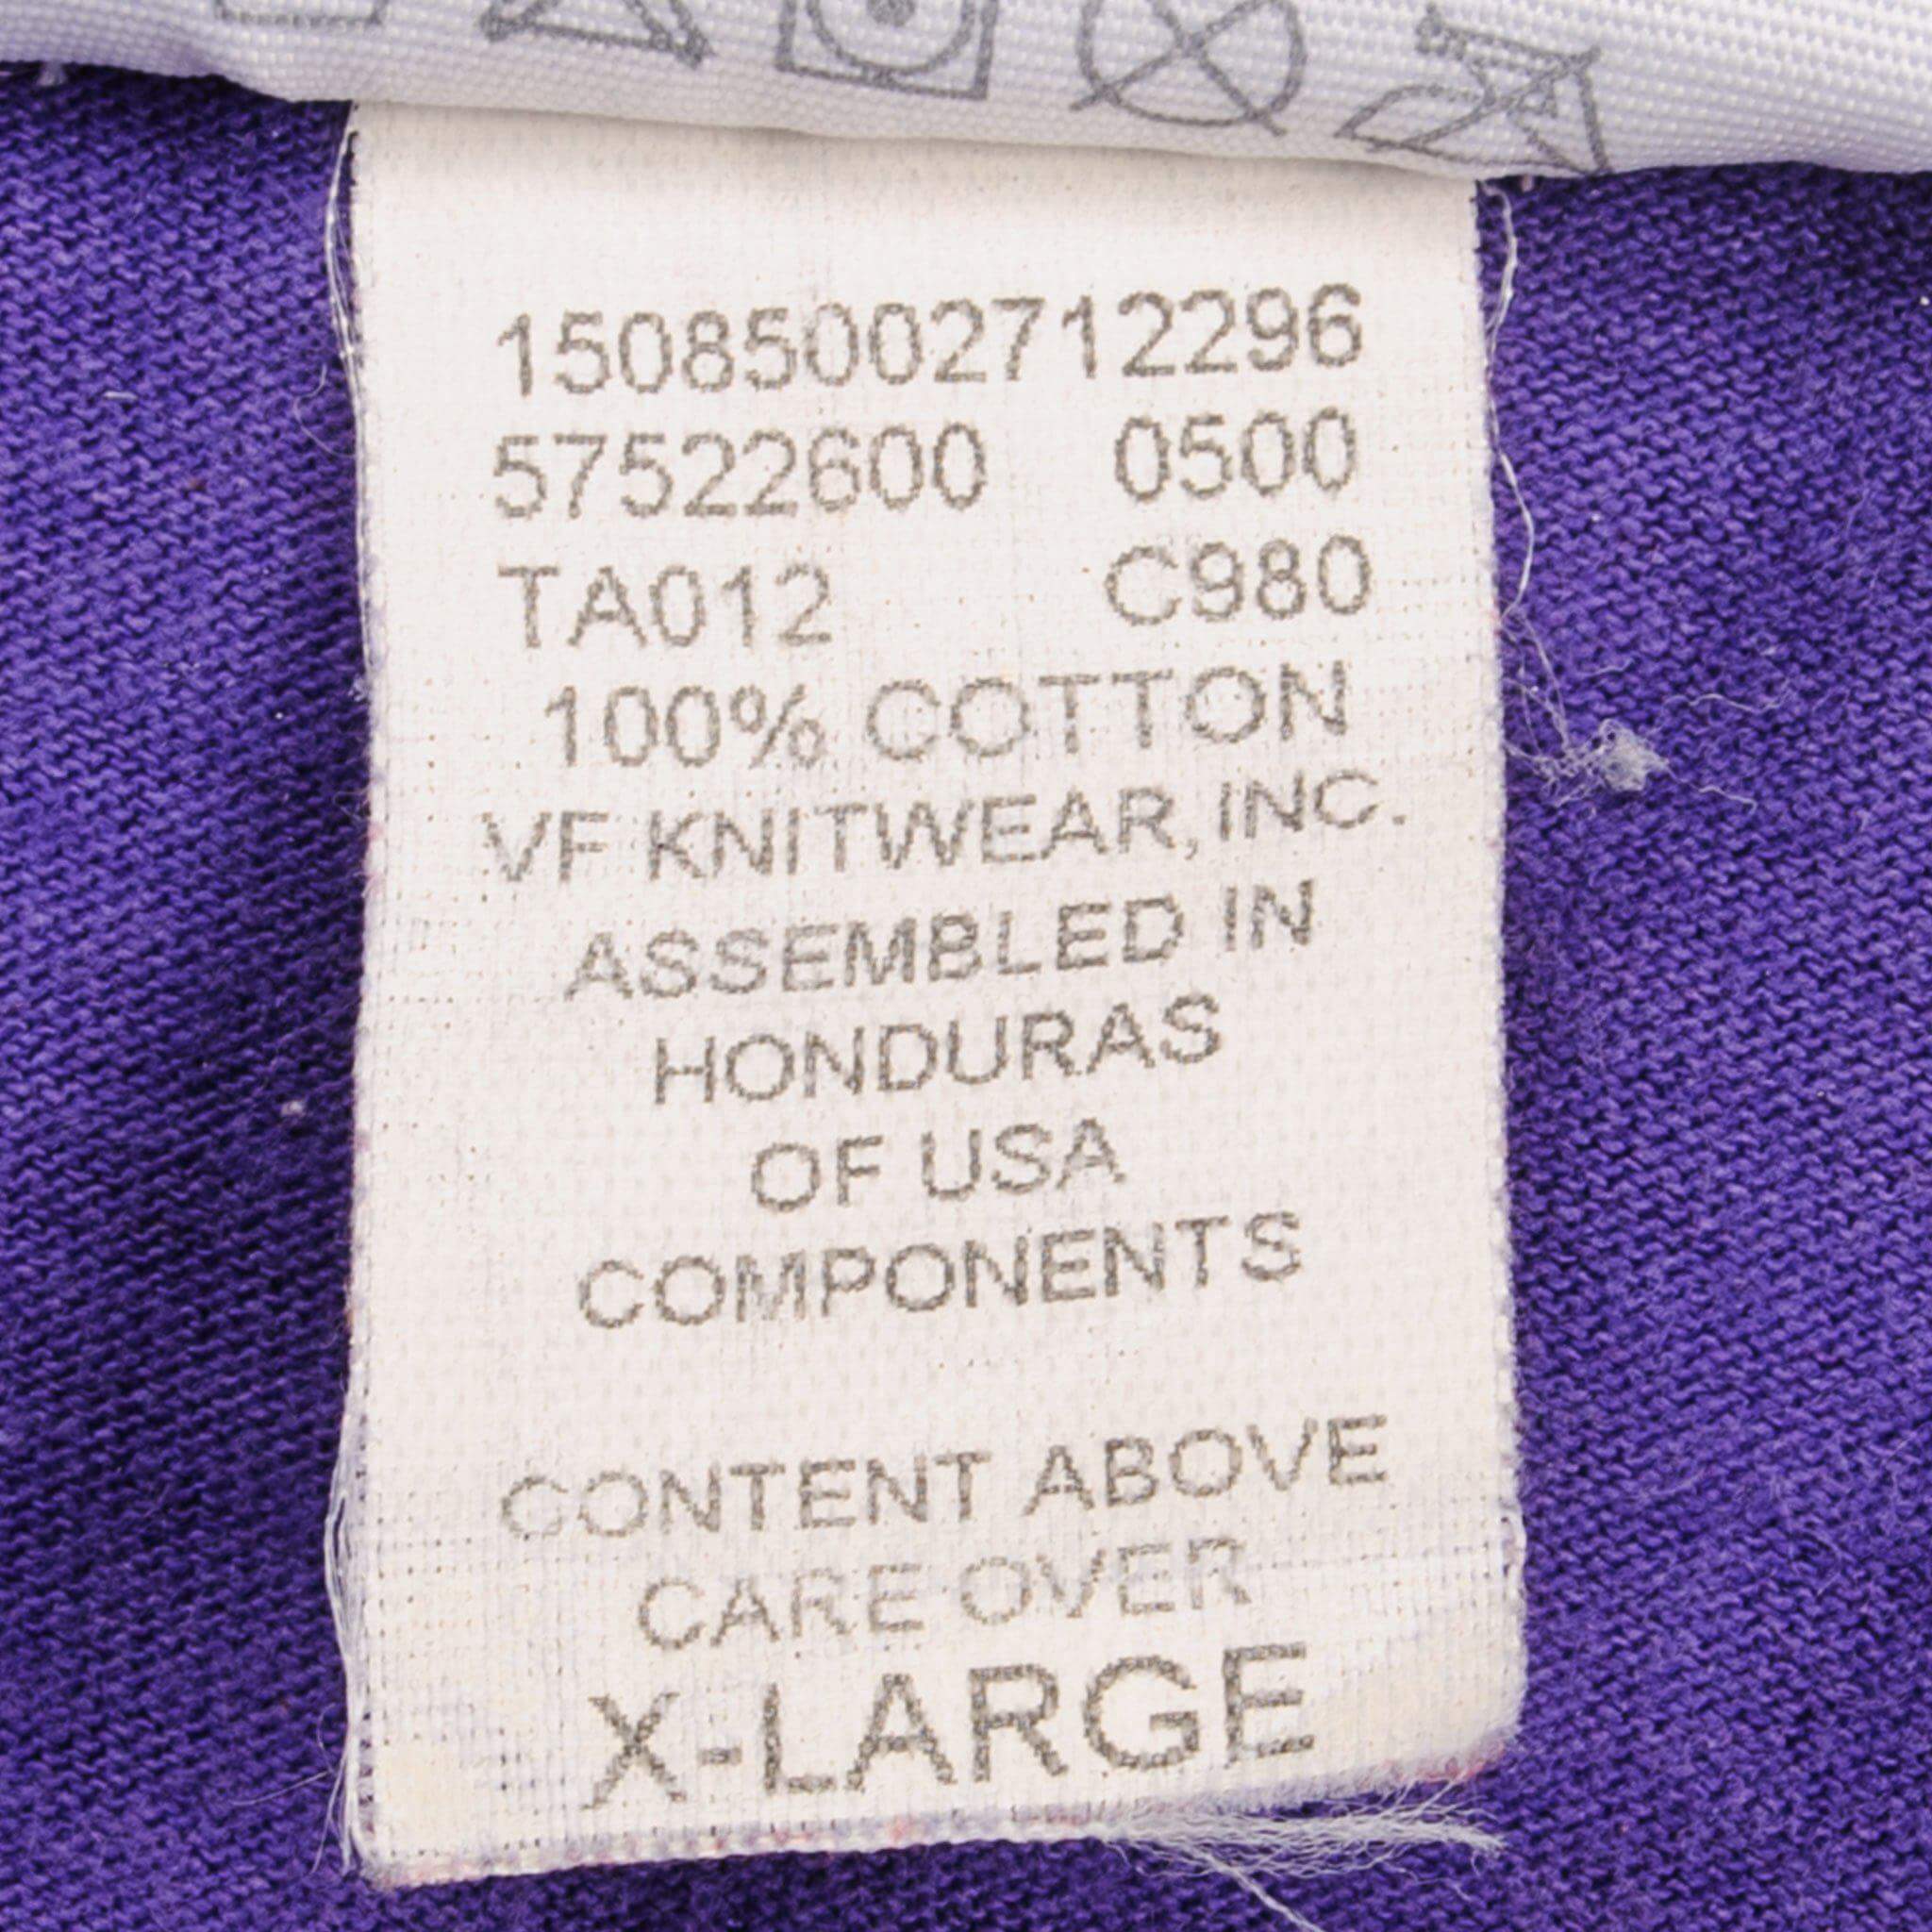 15085002712296
57522600 0500
TA012 C980
100% COTTON
VF KNITWEAR, INC.
ASSEMBLED IN
HONDURAS
OF USA
COMPONENTS
CONTENT ABOVE
CARE OVER
X-LARGE